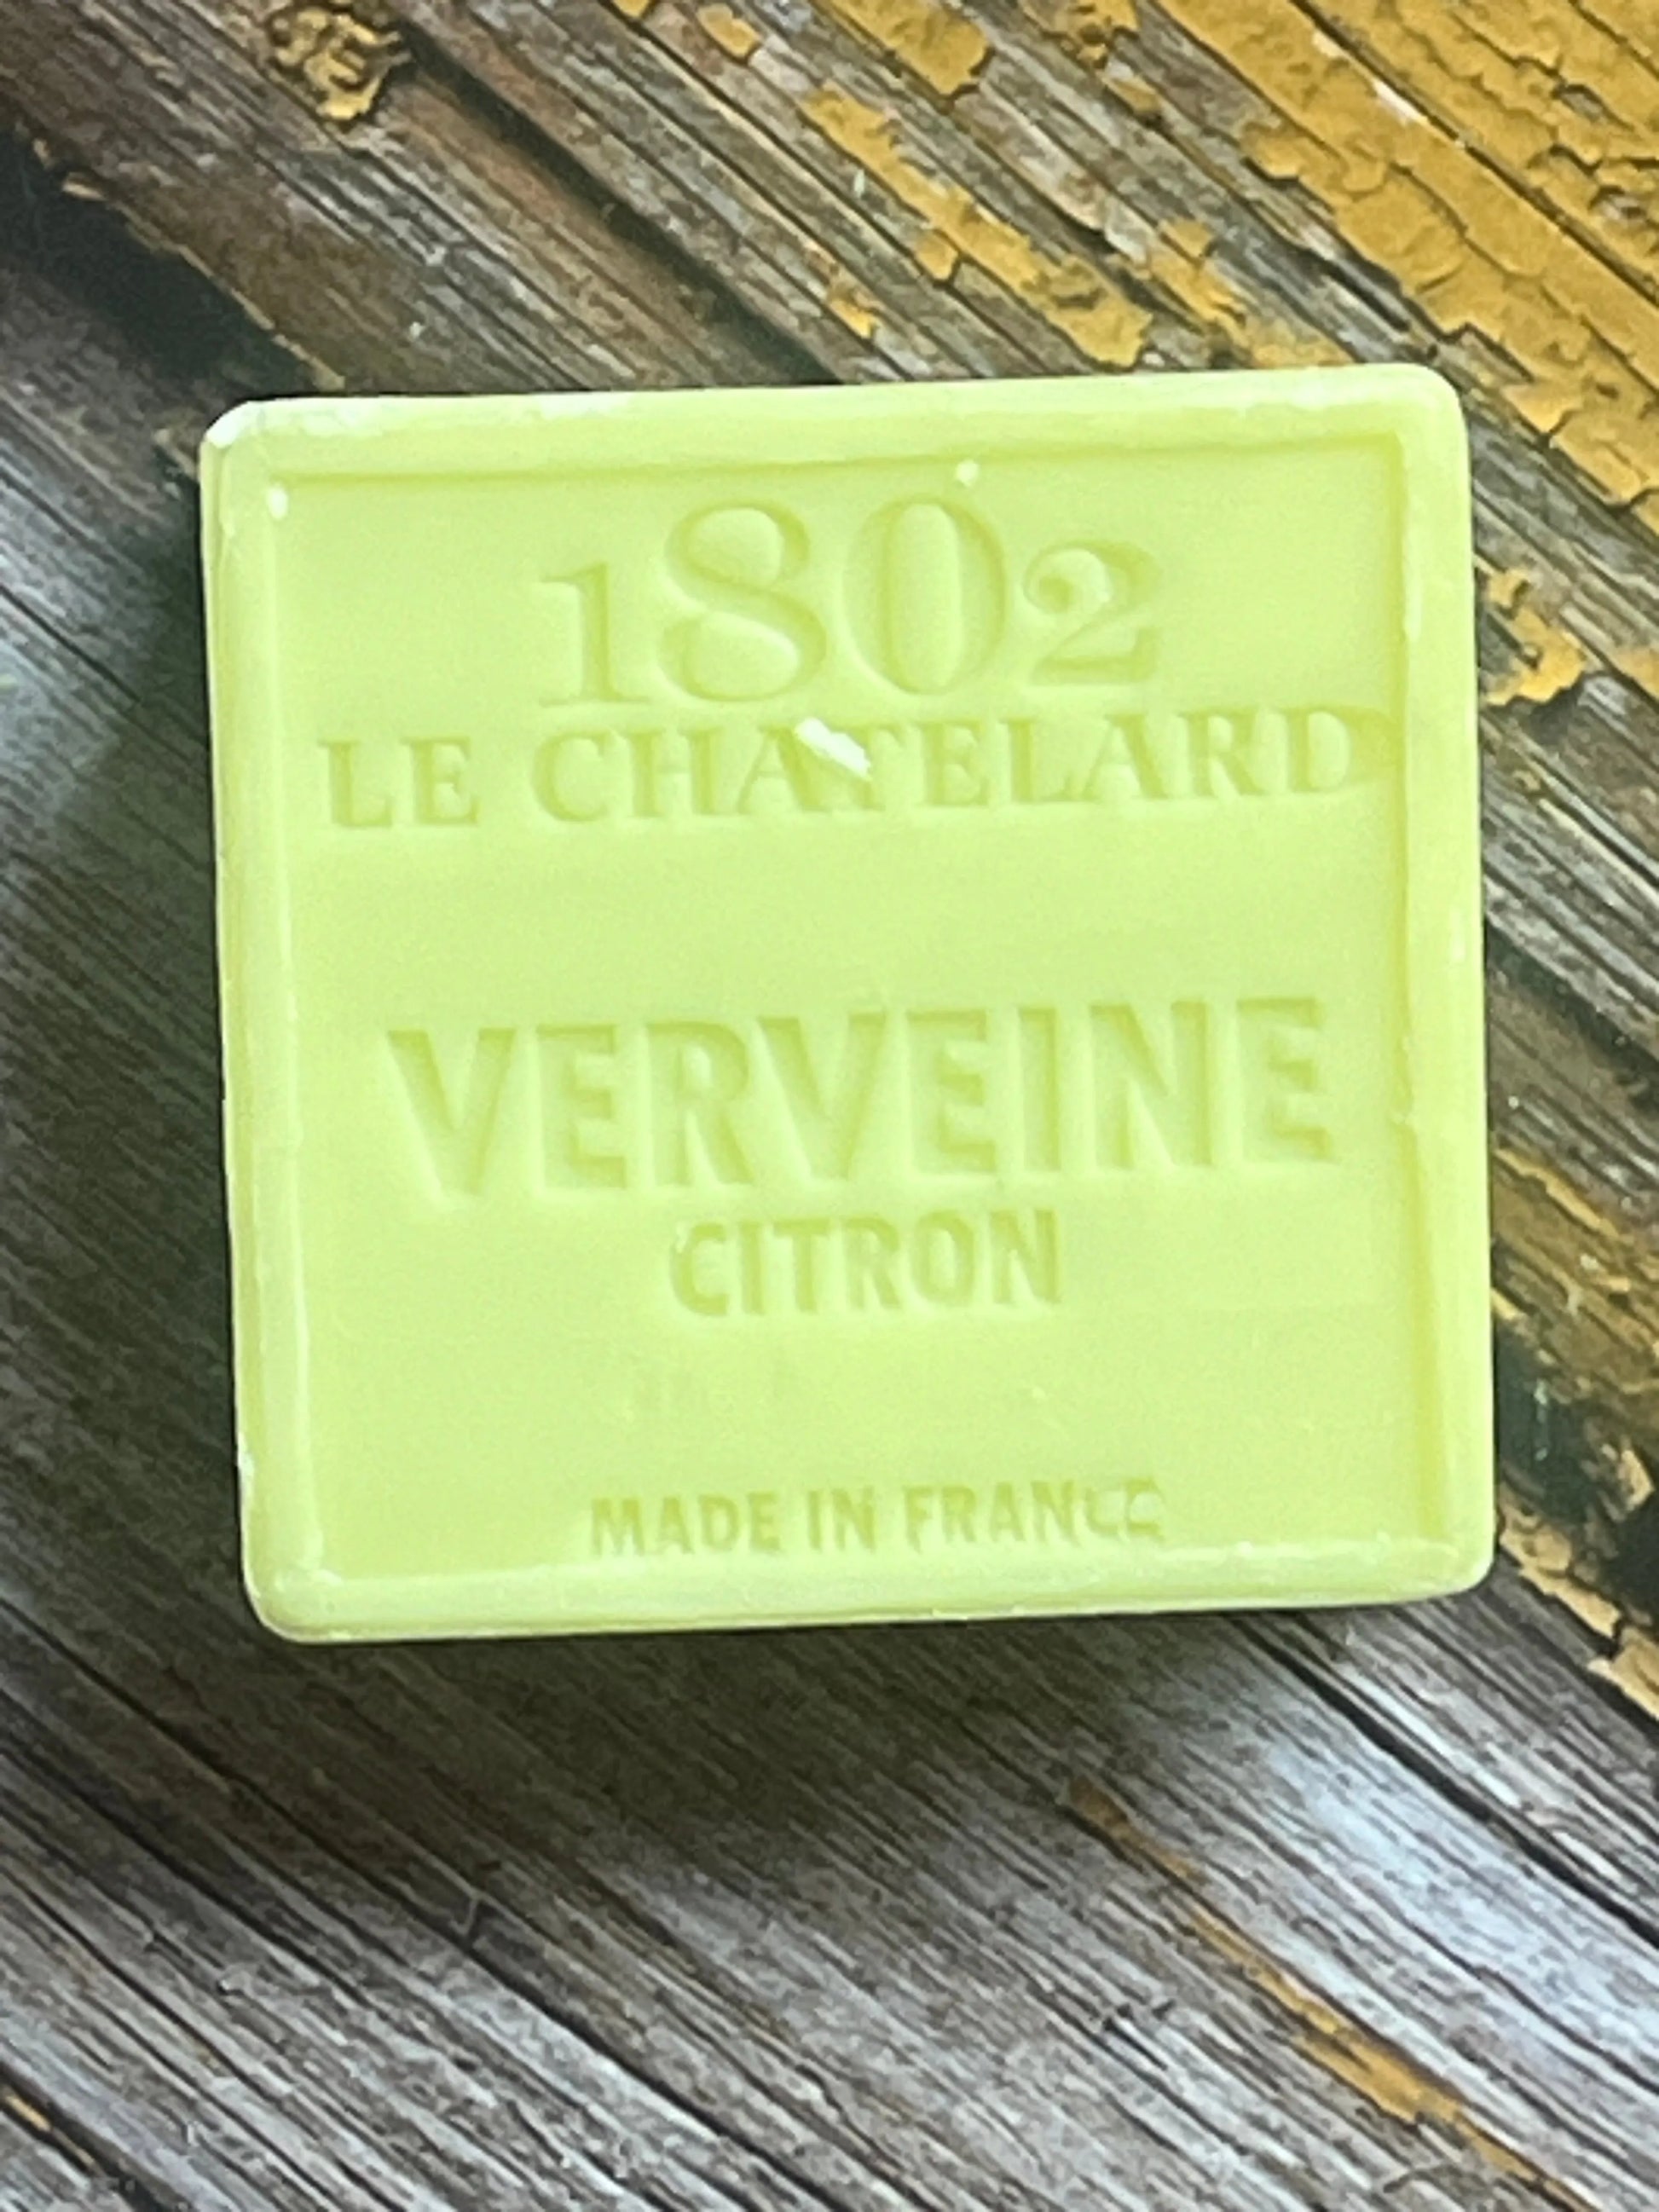 1802
LE CHATELARD
VERVEINE
CITRON
MADE IN FRANCE